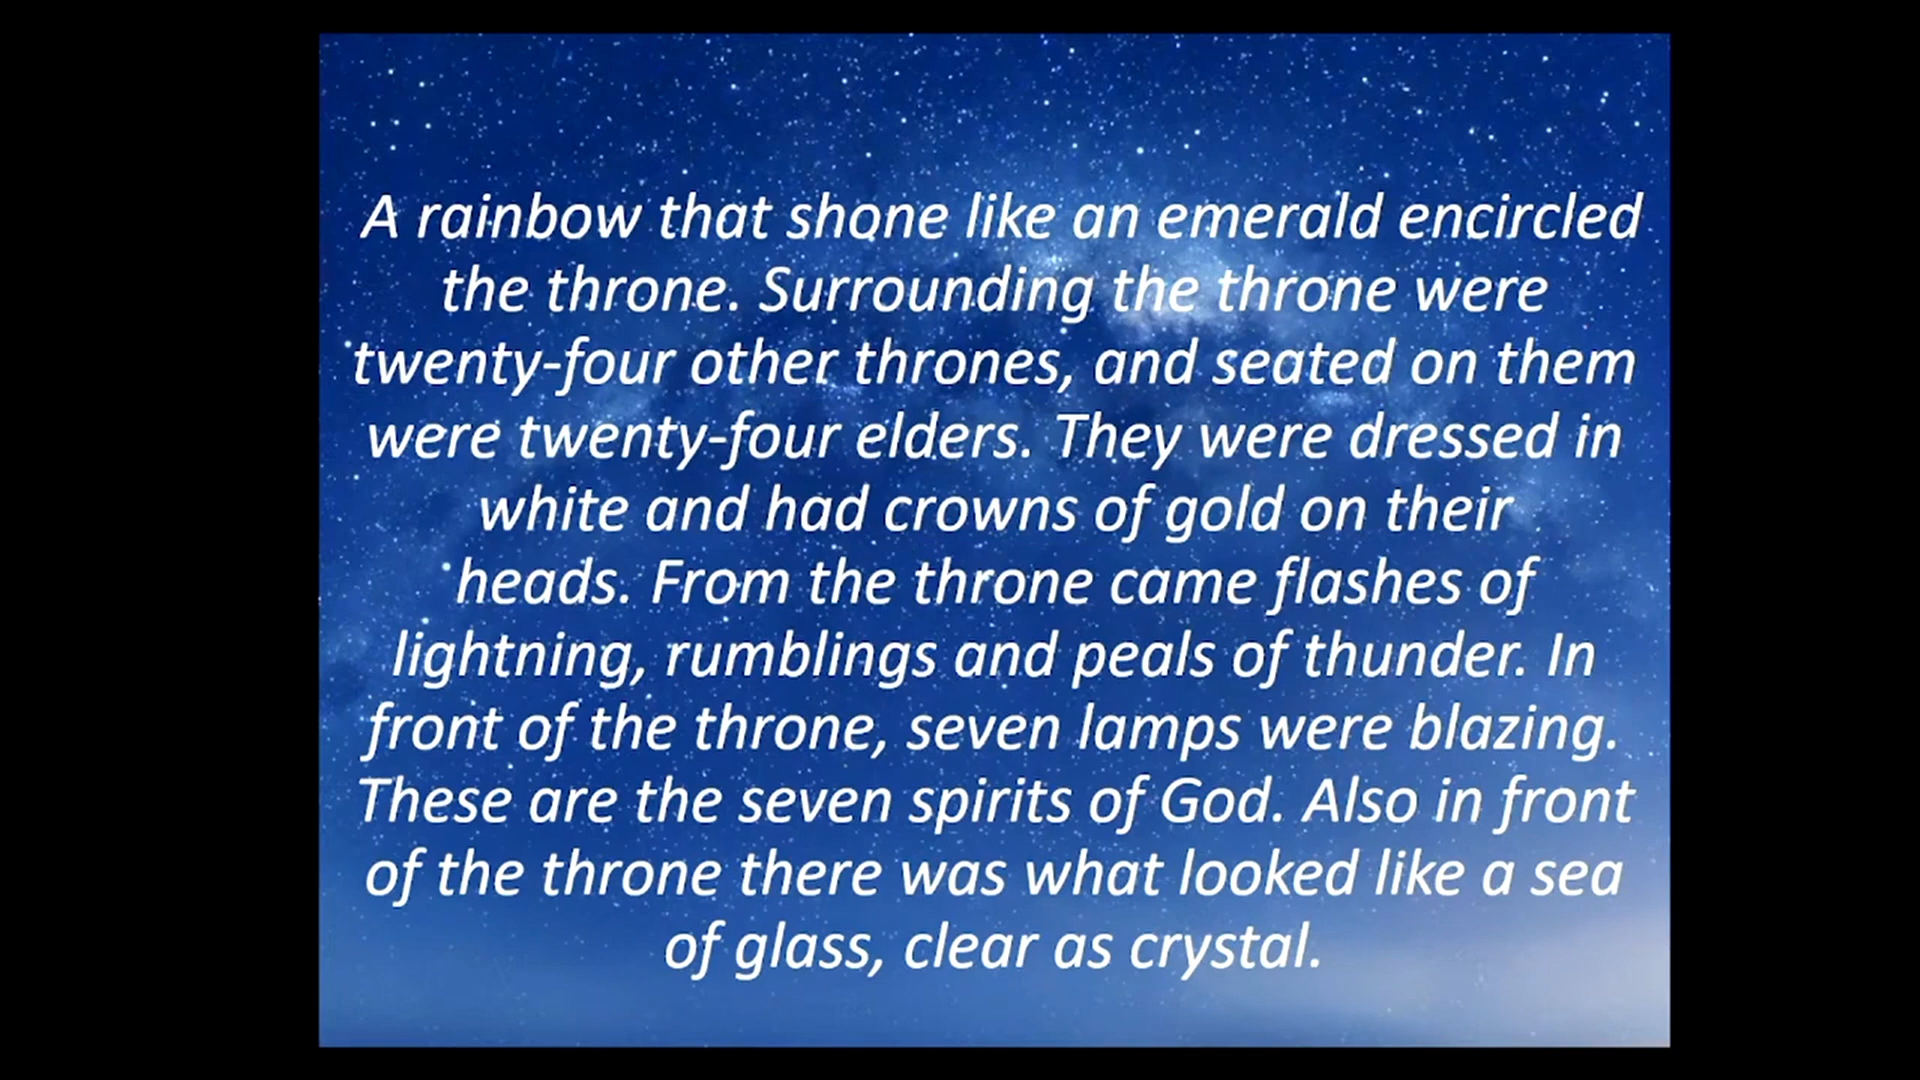 A rainbow that shone like an emerald encircled
the throne. Surrounding the throne were
twenty-four other thrones, and seated on them
were twenty-four elders. They were dressed in
white and had crowns of gold on their
heads. From the throne came flashes of
lightning, rumblings and peals of thunder. In
front of the throne, seven lamps were blazing.
These are the seven spirits of God. Also in front
of the throne there was what looked like a sea
of glass, clear as crystal.